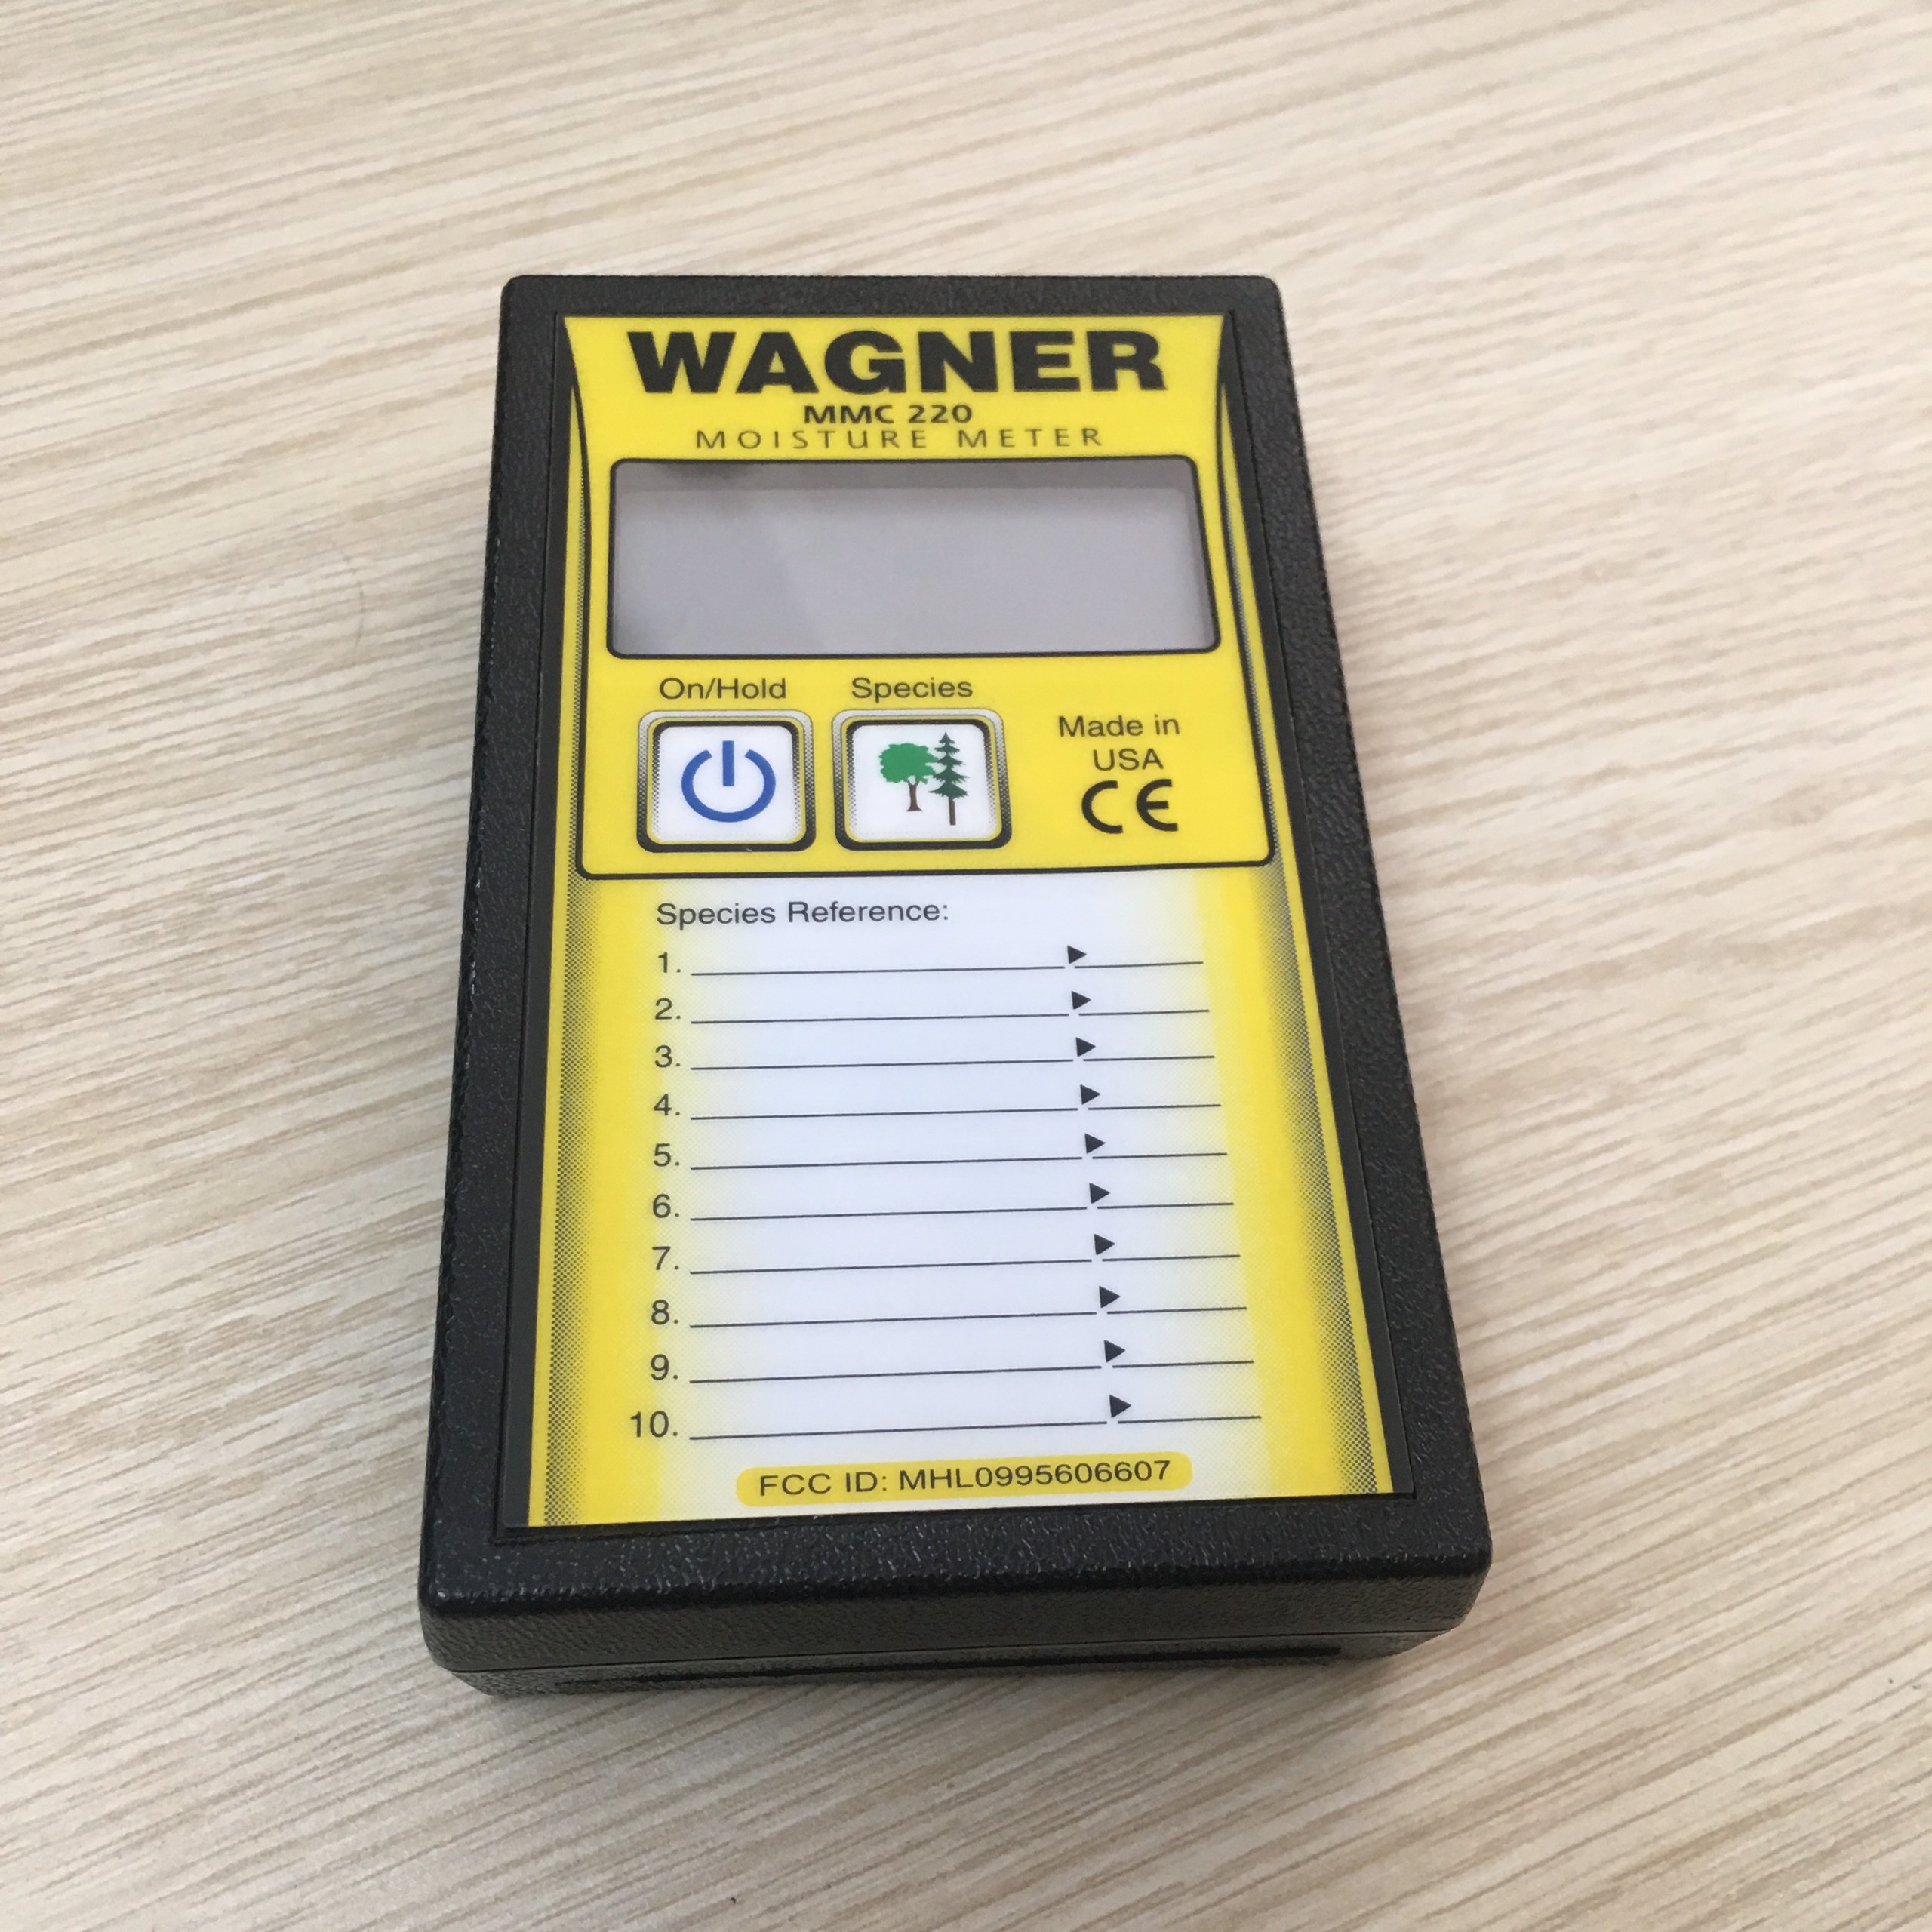 WAGNER
MMC 220
MOISTURE METER
On/Hold Species
Made in
USA
CE
Species Reference:
1.
2.
3.
4.
5.
6.
7.
8.
9.
10.
FCC ID: MHL0995606607